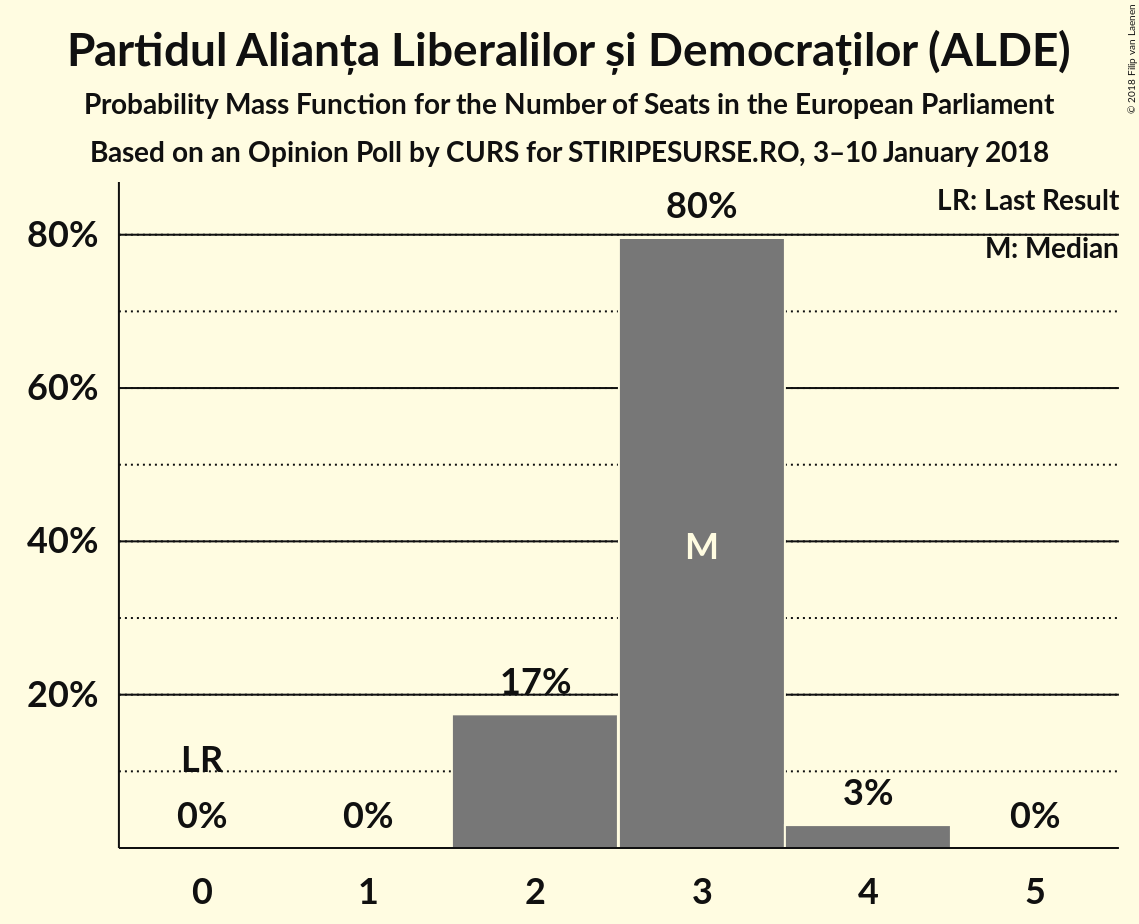 Partidul Alianța Liberalilor și Democraților (ALDE)
Probability Mass Function for the Number of Seats in the European Parliament
Based on an Opinion Poll by CURS for STIRIPESURSE.RO, 3–10 January 2018
© 2018 Filip van Laenen
LR: Last Result
M: Median
80%
80%
60%
40%
M
20%
17%
LR
0%
0%
3%
0%
0 1 2 3 4 5